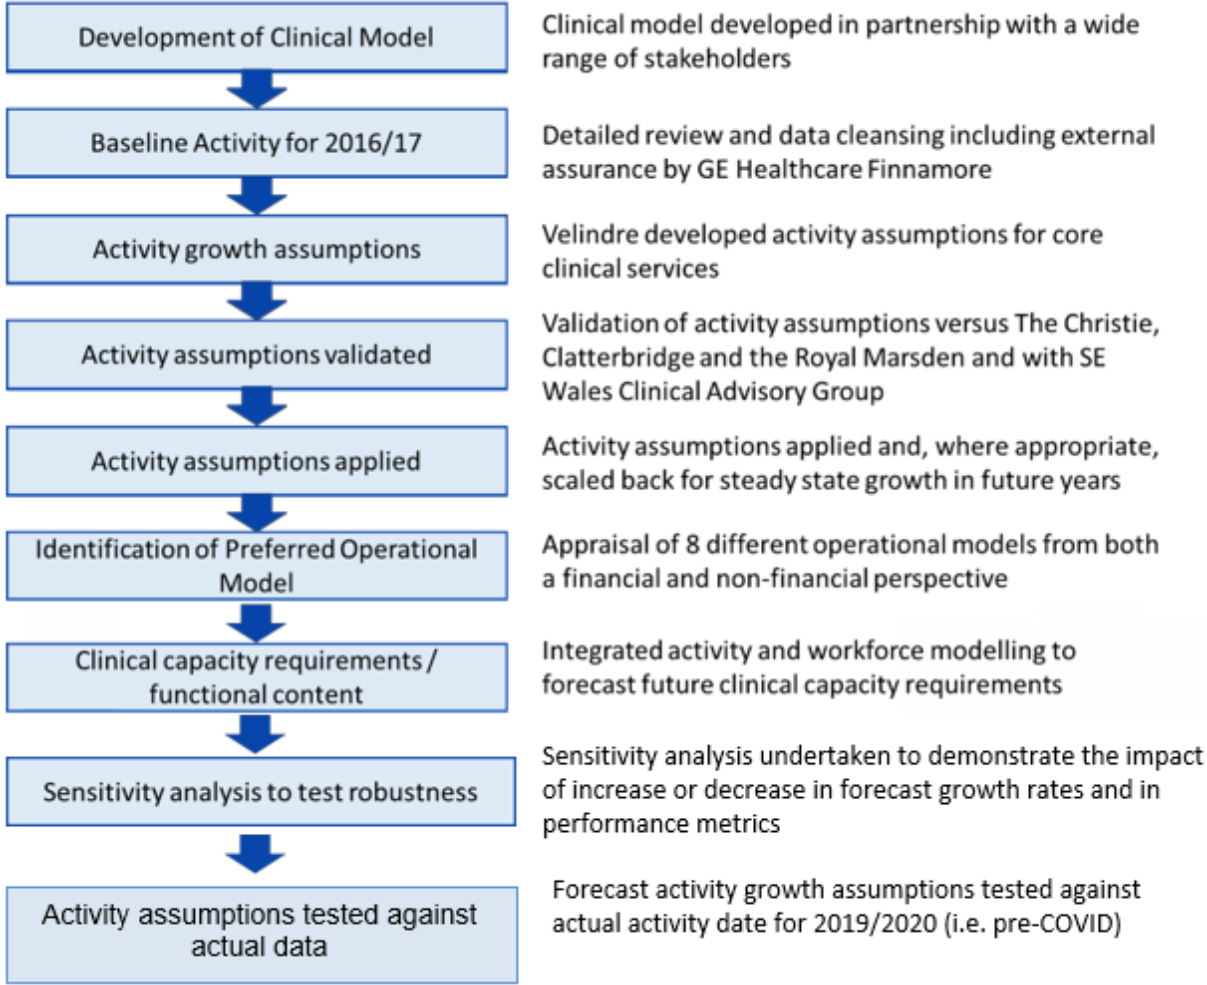 Development of Clinical Model
Clinical model developed in partnership with a wide
range of stakeholders
Baseline Activity for 2016/17
Detailed review and data cleansing including external
assurance by GE Healthcare Finnamore
Activity growth assumptions
Velindre developed activity assumptions for core
clinical services
Activity assumptions validated
Validation of activity assumptions versus The Christie,
Clatterbridge and the Royal Marsden and with SE
Wales Clinical Advisory Group
Activity assumptions applied
Activity assumptions applied and, where appropriate,
scaled back for steady state growth in future years
Identification of Preferred Operational
Model
Appraisal of 8 different operational models from both
a financial and non-financial perspective
Clinical capacity requirements /
functional content
Integrated activity and workforce modelling to
forecast future clinical capacity requirements
Sensitivity analysis to test robustness
Sensitivity analysis undertaken to demonstrate the impact
of increase or decrease in forecast growth rates and in
performance metrics
Activity assumptions tested against
actual data
Forecast activity growth assumptions tested against
actual activity date for 2019/2020 (i.e. pre-COVID)